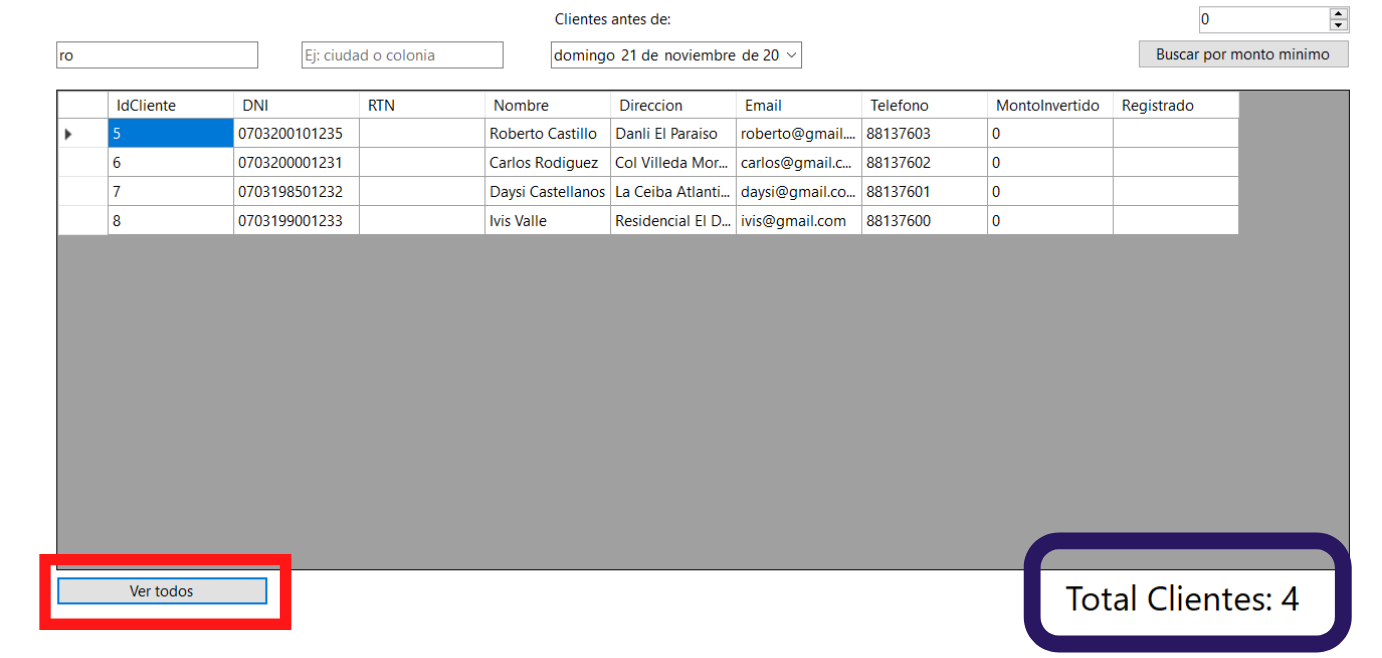 Clientes antes de:
0
ro
Ej: ciudad o colonia
domingo 21 de noviembre de 20
Buscar por monto minimo
IdCliente DNI RTN Nombre Direccion Email Telefono MontoInvertido Registrado
5 0703200101235 Roberto Castillo Danli El Paraiso roberto@gmail.... 88137603 0
6 0703200001231 Carlos Rodiguez Col Villeda Mor... carlos@gmail.c... 88137602 0
7 0703198501232 Daysi Castellanos La Ceiba Atlanti... daysi@gmail.co... 88137601 0
8 0703199001233 Ivis Valle Residencial El D... ivis@gmail.com 88137600 0
Ver todos
Total Clientes: 4